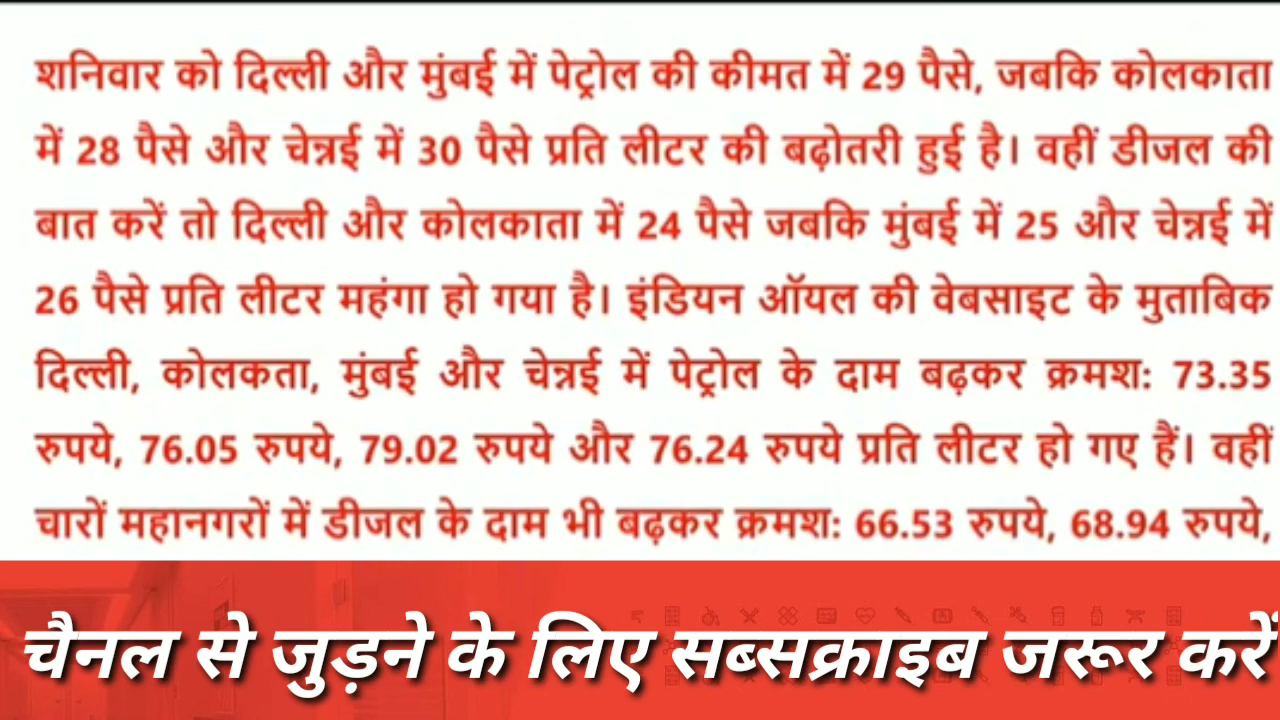 शनिवार को दिल्ली और मुंबई में पेट्रोल की कीमत में 29 पैसे, जबकि कोलकाता
में 28 पैसे और चेन्नई में 30 पैसे प्रति लीटर की बढ़ोतरी हुई है। वहीं डीजल की
बात करें तो दिल्ली और कोलकाता में 24 पैसे जबकि मुंबई में 25 और चेन्नई में
26 पैसे प्रति लीटर महंगा हो गया है। इंडियन ऑयल की वेबसाइट के मुताबिक
दिल्ली, कोलकता, मुंबई और चेन्नई में पेट्रोल के दाम बढ़कर क्रमश: 73.35
रुपये, 76.05 रुपये, 79.02 रुपये और 76.24 रुपये प्रति लीटर हो गए हैं। वहीं
चारों महानगरों में डीजल के दाम भी बढ़कर क्रमश: 66.53 रुपये, 68.94 रुपये,
चैनल से जुड़ने के लिए सब्सक्राइब जरूर करें